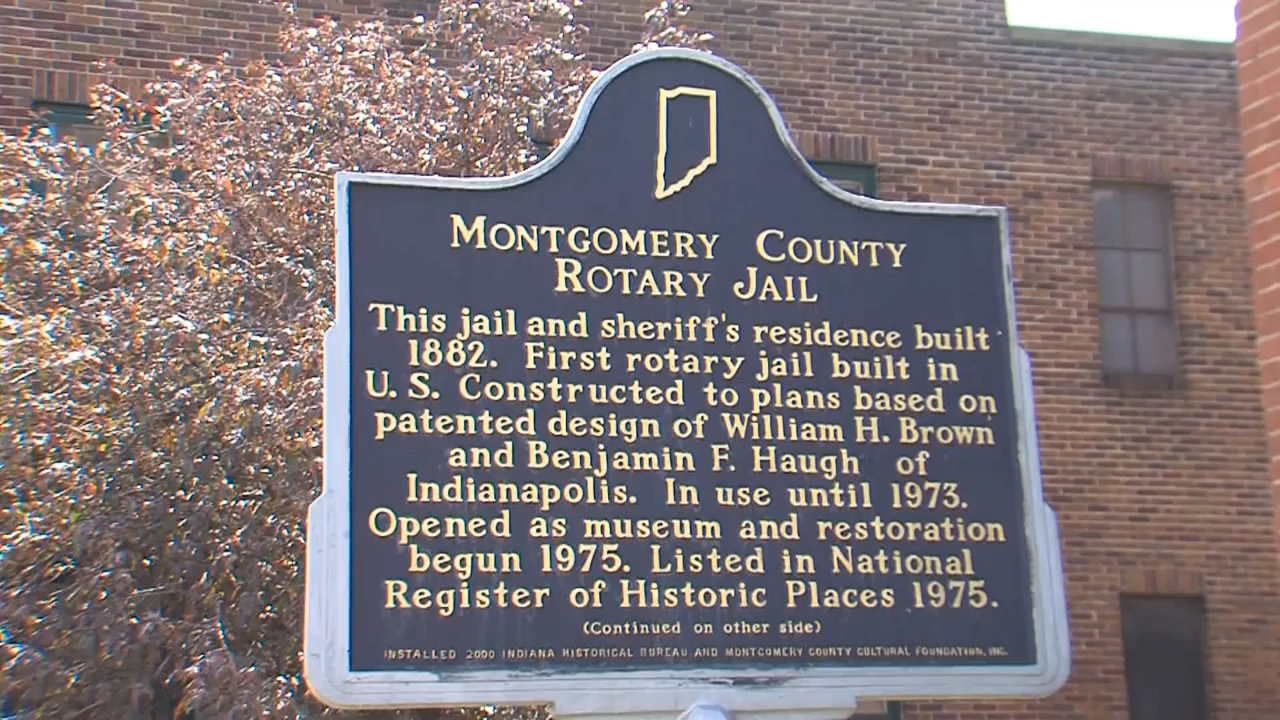 MONTGOMERY COUNTY
ROTARY JAIL
This jail and sheriff's residence built
1882. First rotary jail built in
U. S. Constructed to plans based on
patented design of William H. Brown
and Benjamin F. Haugh of
Indianapolis. In use until 1973.
Opened as museum and restoration
begun 1975. Listed in National
Register of Historic Places 1975.
(Continued on other side)
INSTALLED 2000 INDIANA HISTORICAL BUREAU AND MONTGOMERY COUNTY CULTURAL FOUNDATION, INC.